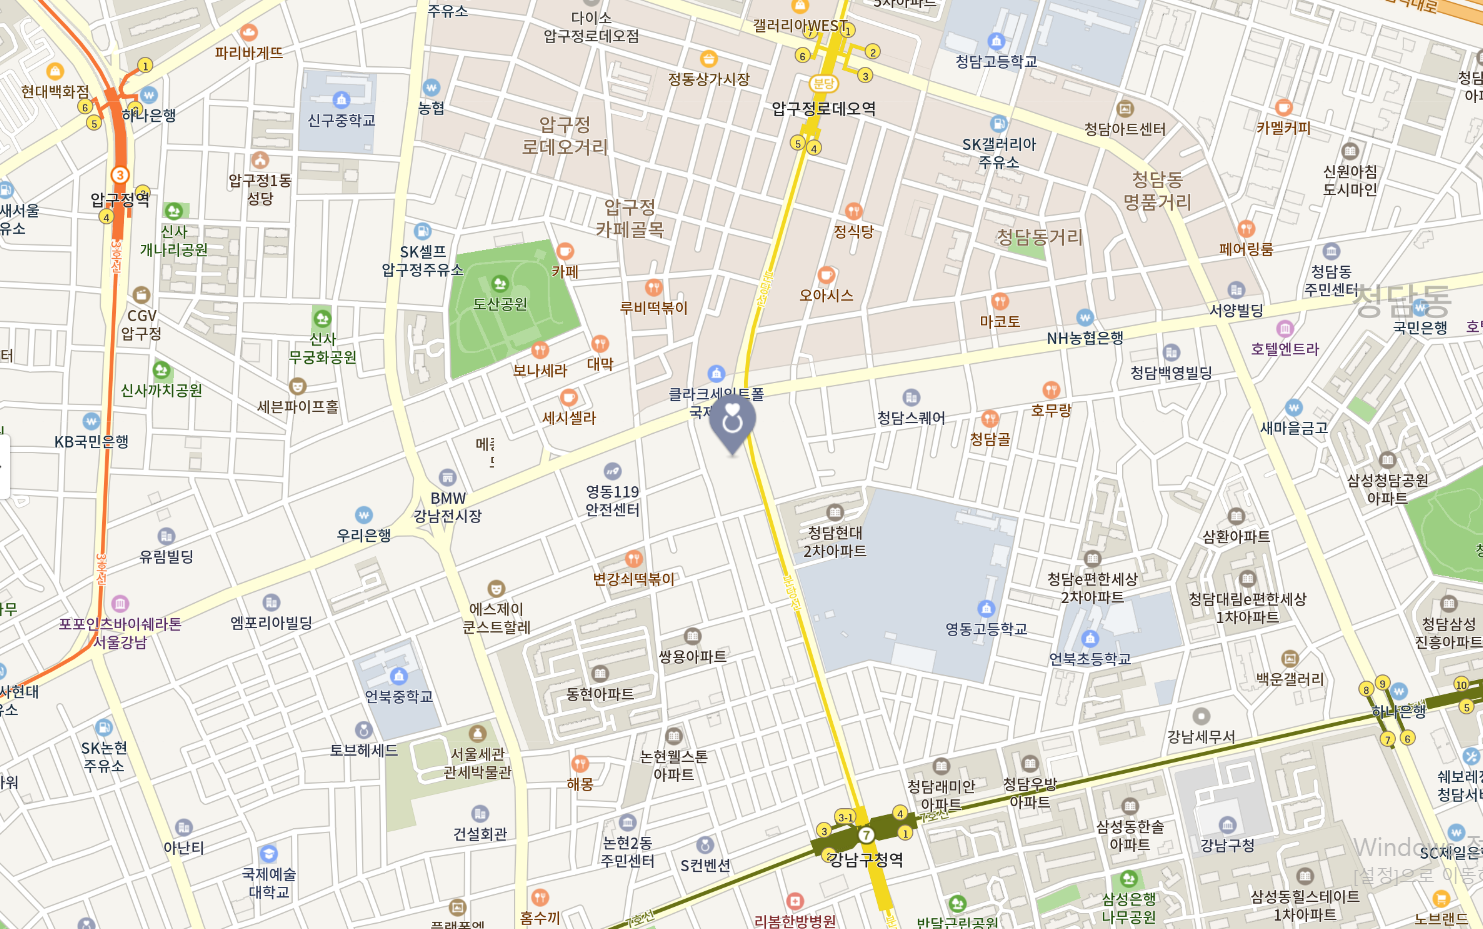 주유소
다이소
압구정로데오점
갤러리아WEST
5차아파트
파리바게뜨
현대백화점
하나은행
신구중학교
농협
정동상가시장
분당
압구정로데오역
청담고등학교
SK갤러리아
주유소
청담아트센터
카멜커피
신원아침
도시마인
압구정
로데오거리
압구정1동
성당
3
압구정역
새서울
유소
신사
개나리공원
압구정
카페골목
정식당
청담동
명품거리
청담동거리
페어링룸
청담동
주민센터
청담동
SK셀프
압구정주유소
카페
도산공원
루비떡볶이
오아시스
마코토
NH농협은행
서양빌딩
국민은행
호텔엔트라
3호선
CGV
압구정
신사
무궁화공원
보나세라
대막
신사까치공원
세븐파이프홀
세시셀라
클라크세인트폴
청담스퀘어
호무랑
청담백영빌딩
청담골
새마을금고
KB국민은행
BMW
강남전시장
영동119
안전센터
삼성청담공원
아파트
우리은행
유림빌딩
3호선
청담현대
2차아파트
삼환아파트
변강쇠떡볶이
청담e편한세상
2차아파트
청담대림e편한세상
1차아파트
에스제이
쿤스트할레
엠포리아빌딩
포포인츠바이쉐라톤
서울강남
영동고등학교
언북초등학교
청담삼성
진흥아파트
쌍용아파트
동현아파트
백운갤러리
언북중학교
하나은행
강남세무서
SK논현
주유소
토브헤세드
서울세관
관세박물관
논현웰스톤
아파트
해몽
청담래미안
아파트
청담우방
아파트
7호선
삼성동한솔
아파트
강남구청
아난티
건설회관
논현2동
주민센터
S컨벤션
7
강남구청역
국제예술
대학교
홈수끼
리봄한방병원
반달근린공원
삼성은행
나무공원
삼성동힐스테이트
1차아파트
노브랜드
7호선